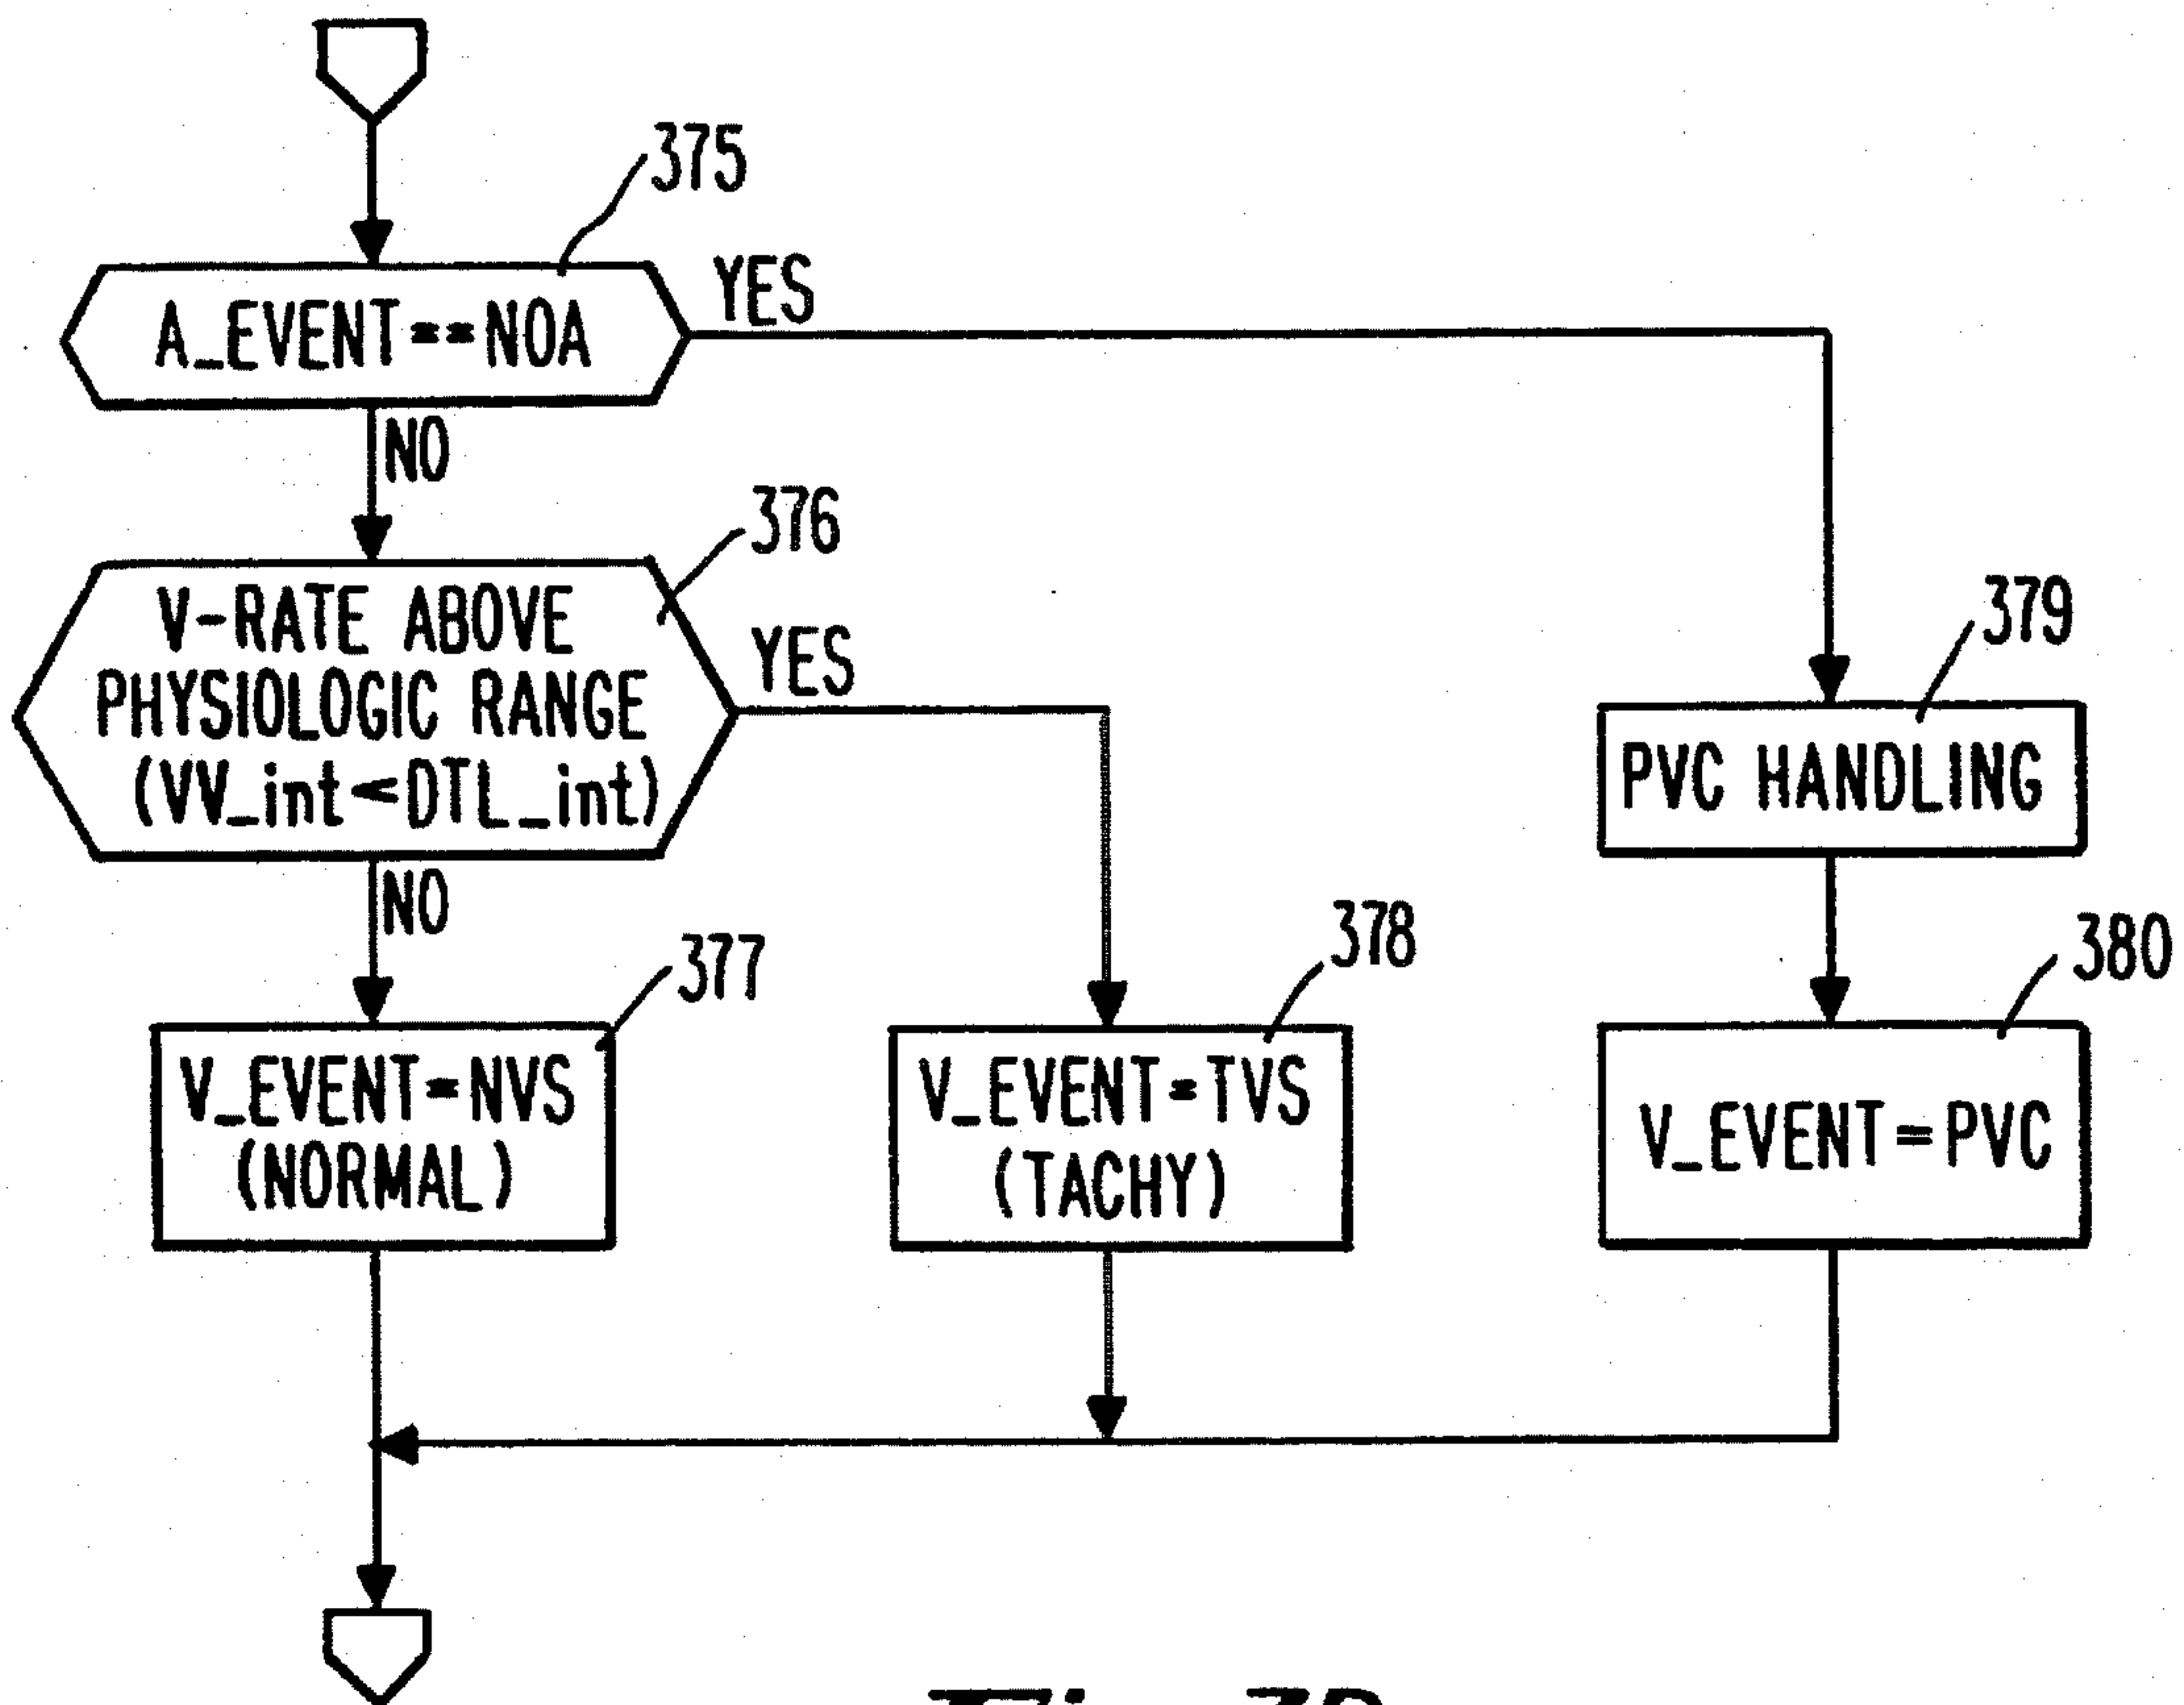 375
A_EVENT==NOA
YES
NO
376
V-RATE ABOVE
PHYSIOLOGIC RANGE
(VV_int<DTL_int)
YES
NO
379
PVC HANDLING
377
V_EVENT=NVS
(NORMAL)
378
V_EVENT=TVS
(TACHY)
380
V_EVENT=PVC